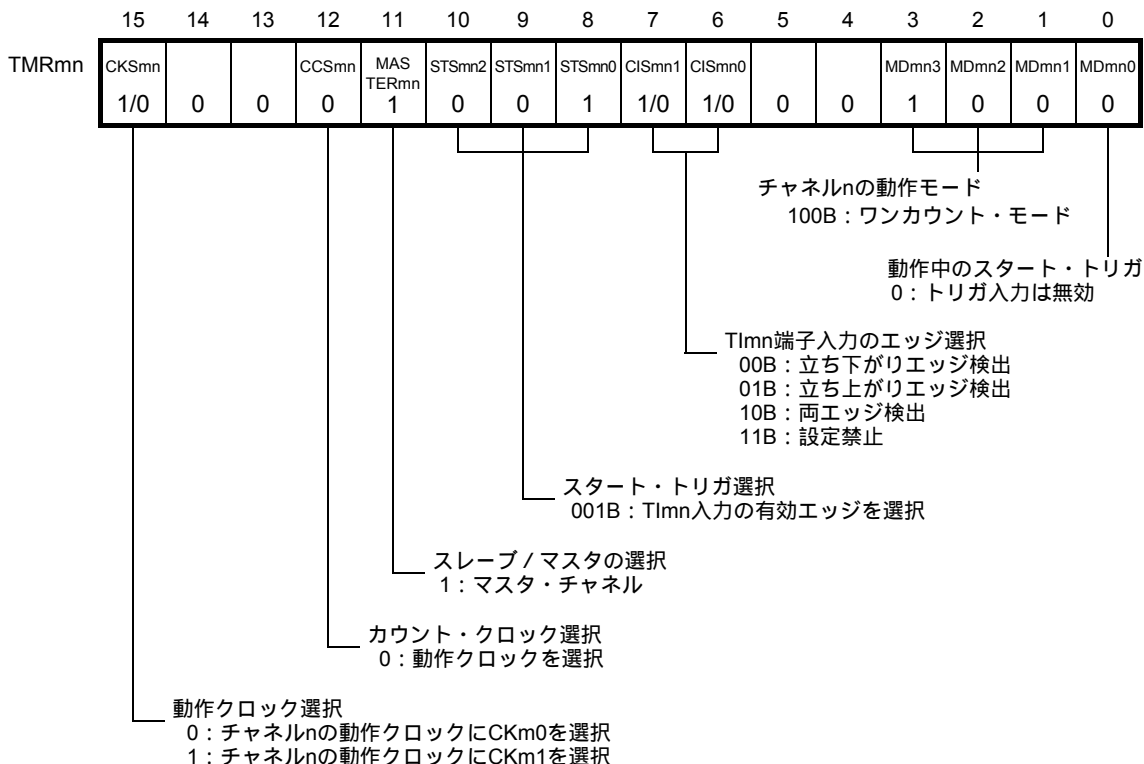 15 14 13 12 11 10 9 8 7 6 5 4 3 2 1 0
TMRmn CKSmn CCSmn MAS TERmn STSmn2 STSmn1 STSmn0 CISmn1 CISmn0 MDmn3 MDmn2 MDmn1 MDmn0
1/0 0 0 0 1 0 0 1 1/0 1/0 0 0 1 0 0 0
チャネルnの動作モード
100B：ワンカウント・モード
動作中のスタート・トリガ
0：トリガ入力は無効
TImn端子入力のエッジ選択
00B：立ち下がりエッジ検出
01B：立ち上がりエッジ検出
10B：両エッジ検出
11B：設定禁止
スタート・トリガ選択
001B：TImn入力の有効エッジを選択
スレーブ／マスタの選択
1：マスタ・チャネル
カウント・クロック選択
0：動作クロックを選択
動作クロック選択
0：チャネルnの動作クロックにCKm0を選択
1：チャネルnの動作クロックにCKm1を選択